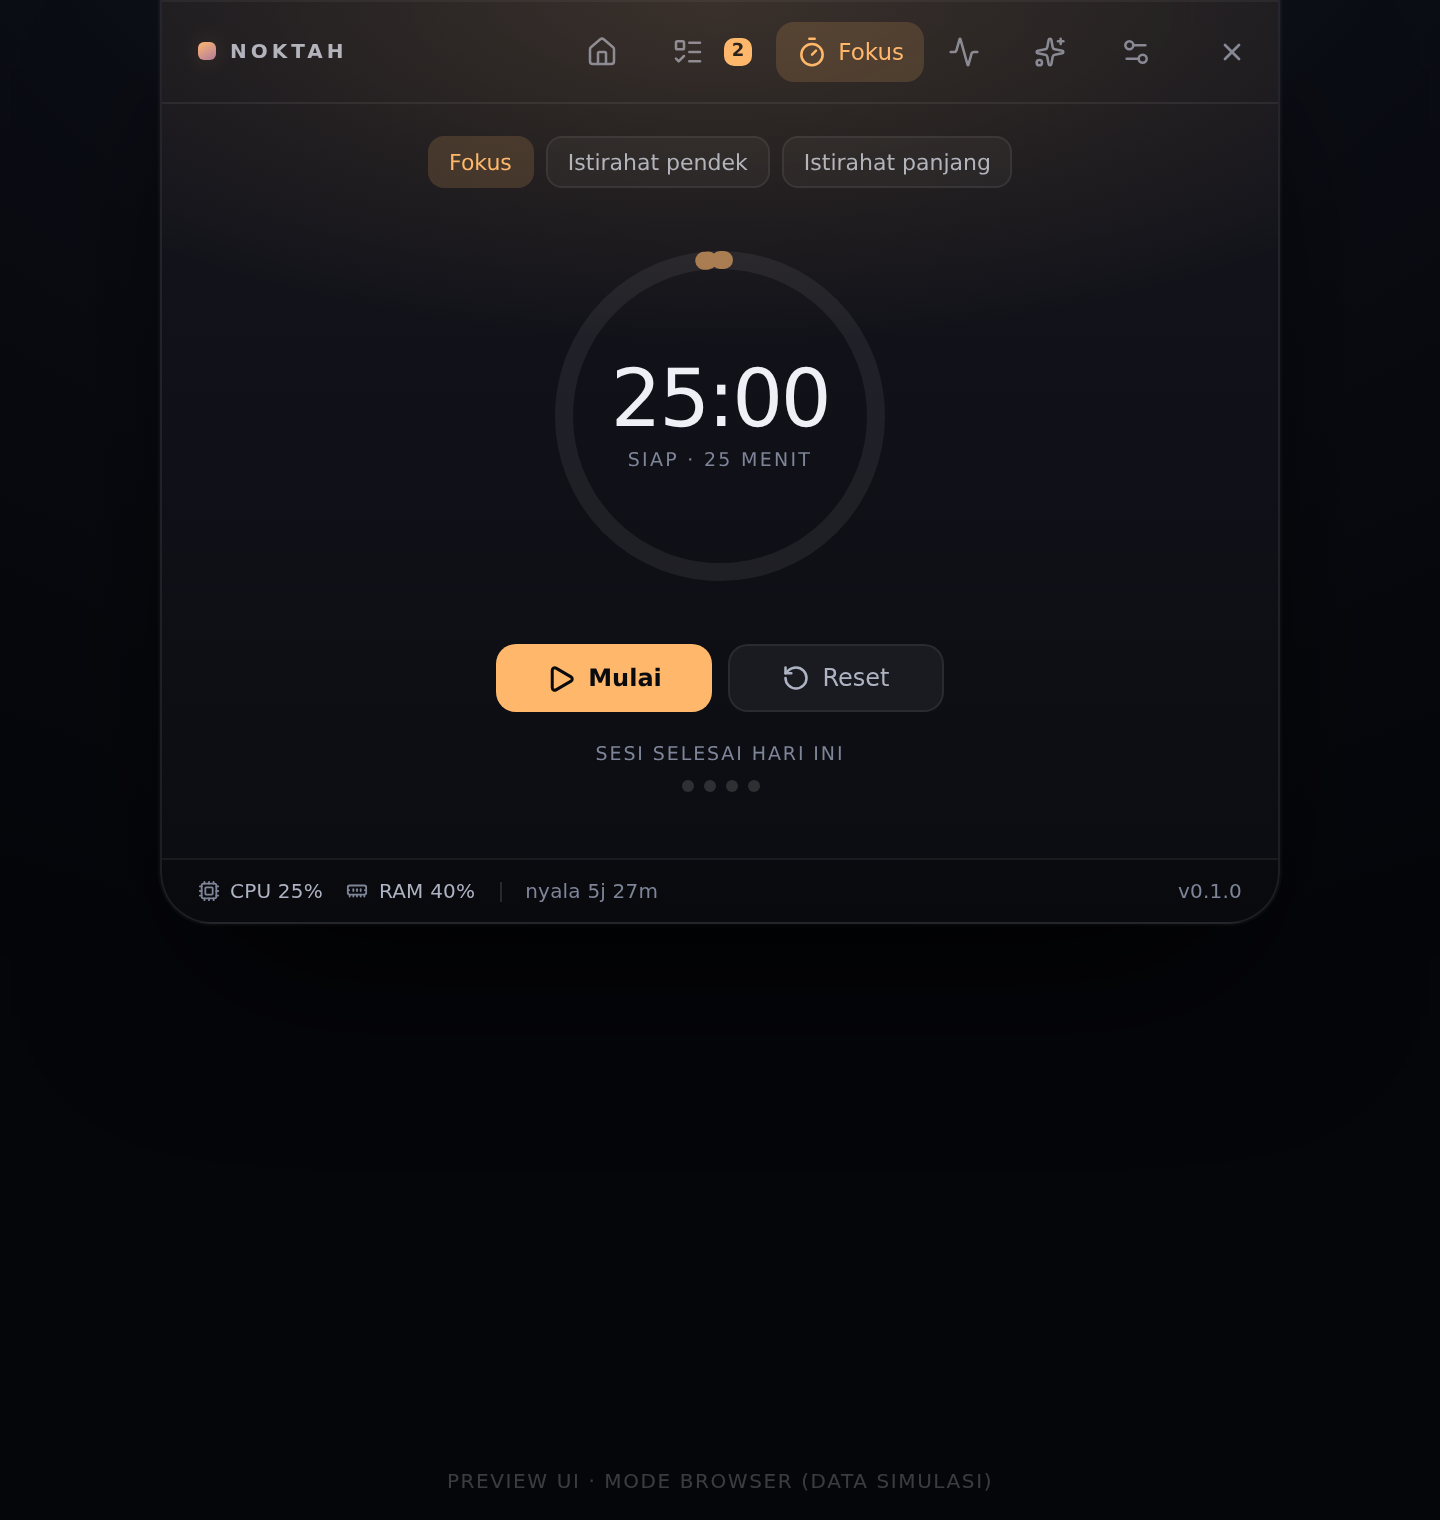 NOKTAH
2
Fokus
Fokus
Istirahat pendek
Istirahat panjang
25:00
SIAP · 25 MENIT
Mulai
Reset
SESI SELESAI HARI INI
CPU 25%
RAM 40%
nyala 5j 27m
v0.1.0
PREVIEW UI · MODE BROWSER (DATA SIMULASI)